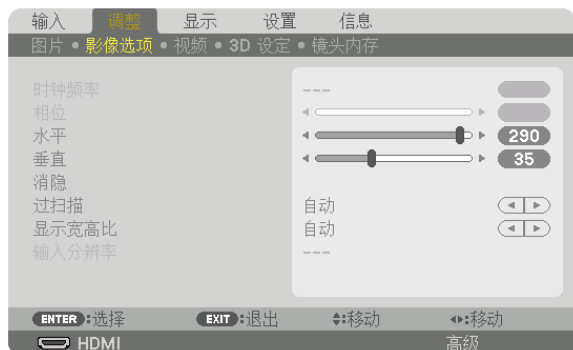 输入 调整 显示 设置 信息
图片 • 影像选项 • 视频 • 3D 设定 • 镜头内存
时钟频率 ---
相位
水平 290
垂直 35
消隐
过扫描 自动
显示宽高比 自动
输入分辨率 ---
ENTER :选择 EXIT :退出 :移动 :移动
HDMI 高级